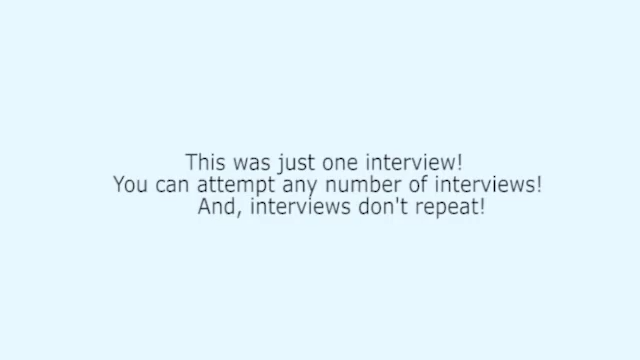 This was just one interview!
You can attempt any number of interviews!
And, interviews don't repeat!